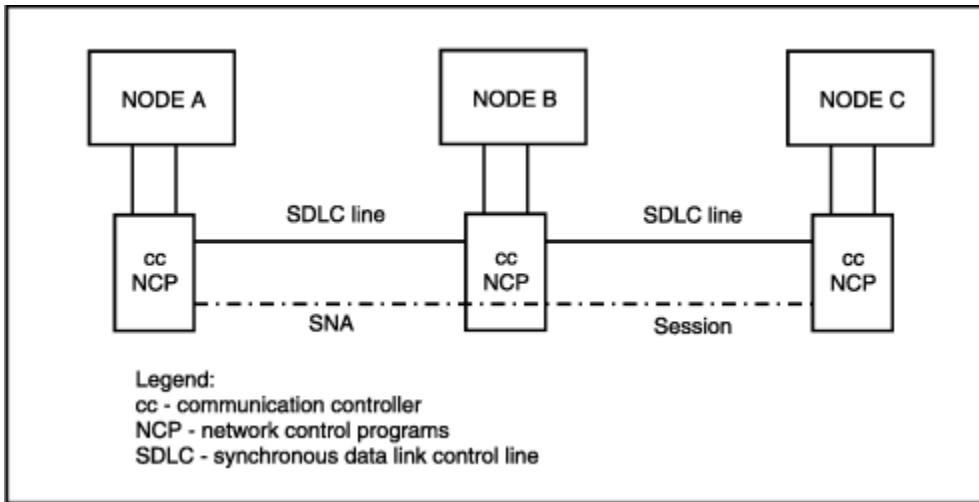 NODE A
NODE B
NODE C
SDLC line
SDLC line
cc
NCP
cc
NCP
cc
NCP
SNA
Session
Legend:
cc - communication controller
NCP - network control programs
SDLC - synchronous data link control line